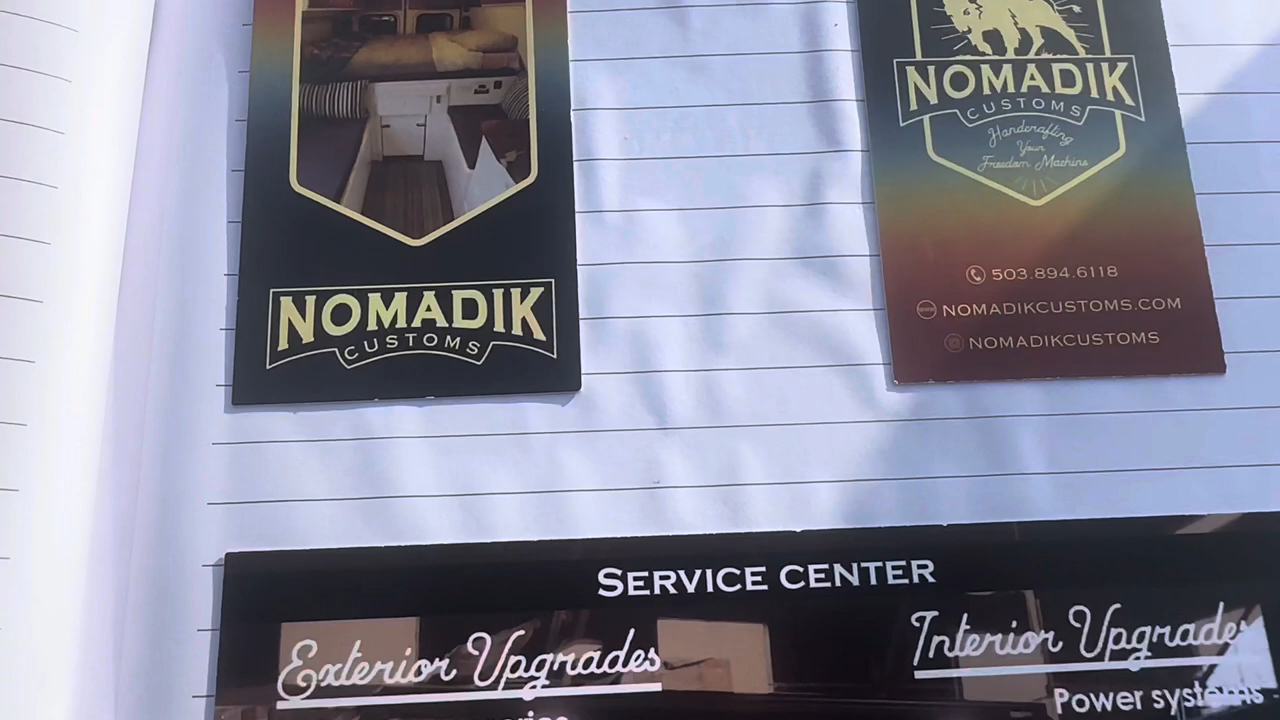 NOMADIK
CUSTOMS
NOMADIK
CUSTOMS
Handcrafting
Your
Freedom Machine
503.894.6118
NOMADIKCUSTOMS.COM
NOMADIKCUSTOMS
SERVICE CENTER
Exterior Upgrades
Interior Upgrades
Power systems